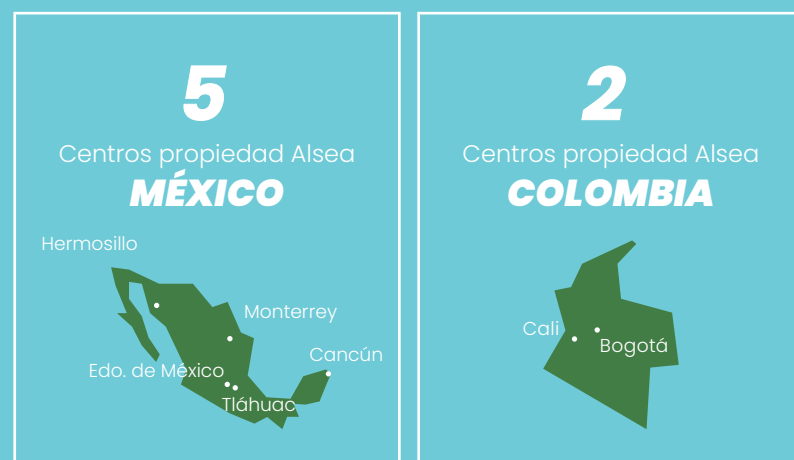 5
Centros propiedad Alsea
MÉXICO
Hermosillo
Monterrey
Cancún
Edo. de México
Tláhuac
2
Centros propiedad Alsea
COLOMBIA
Cali
Bogotá